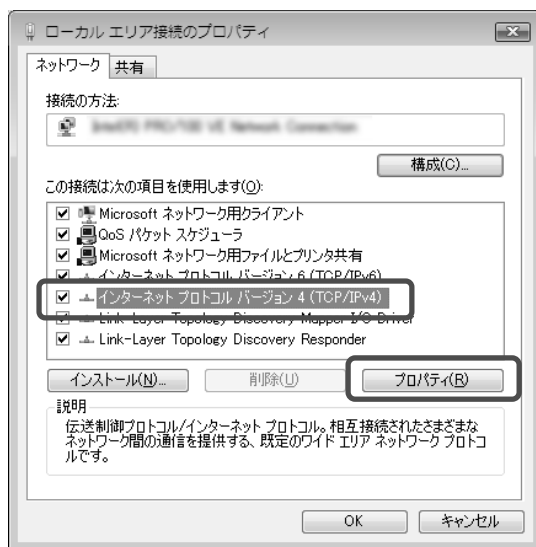 ローカル エリア接続のプロパティ
ネットワーク 共有
接続の方法:
構成(C)...
この接続は次の項目を使用します(O):
Microsoft ネットワーク用クライアント
QoS パケット スケジューラ
Microsoft ネットワーク用ファイルとプリンタ共有
インターネット プロトコル バージョン 6 (TCP/IPv6)
インターネット プロトコル バージョン 4 (TCP/IPv4)
Link-Layer Topology Discovery Mapper I/O Driver
Link-Layer Topology Discovery Responder
インストール(N)... 削除(U) プロパティ(R)
説明
伝送制御プロトコル/インターネット プロトコル。相互接続されたさまざまな
ネットワーク間の通信を提供する、既定のワイド エリア ネットワーク プロトコ
ルです。
OK キャンセル